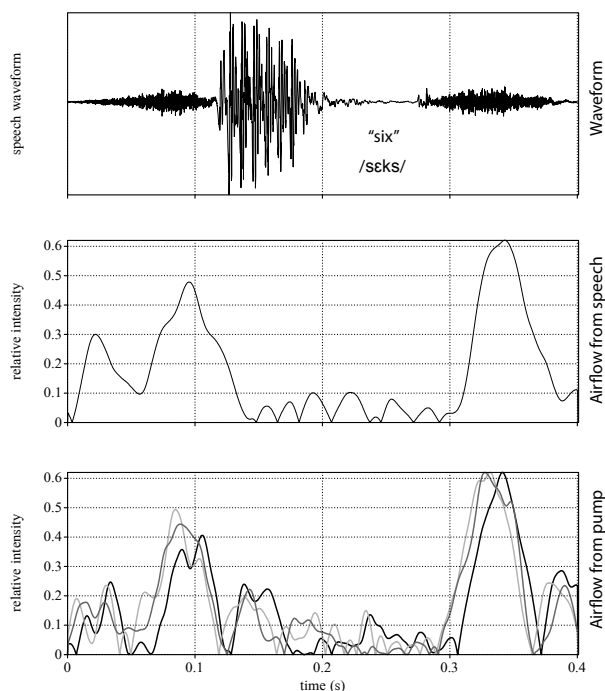 speech waveform
"six"
/sɛks/
Waveform
0.6
0.5
0.4
0.3
0.2
0.1
0
relative intensity
Airflow from speech
0.6
0.5
0.4
0.3
0.2
0.1
0
relative intensity
Airflow from pump
0 0.1 0.2 0.3 0.4
time (s)